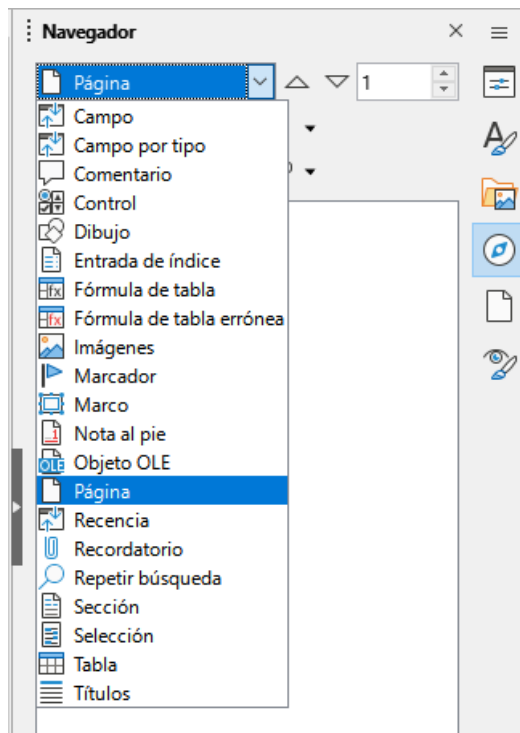 Navegador
Página 1
Campo
Campo por tipo
Comentario
Control
Dibujo
Entrada de índice
Fórmula de tabla
Fórmula de tabla errónea
Imágenes
Marcador
Marco
Nota al pie
Objeto OLE
Página
Recencia
Recordatorio
Repetir búsqueda
Sección
Selección
Tabla
Títulos